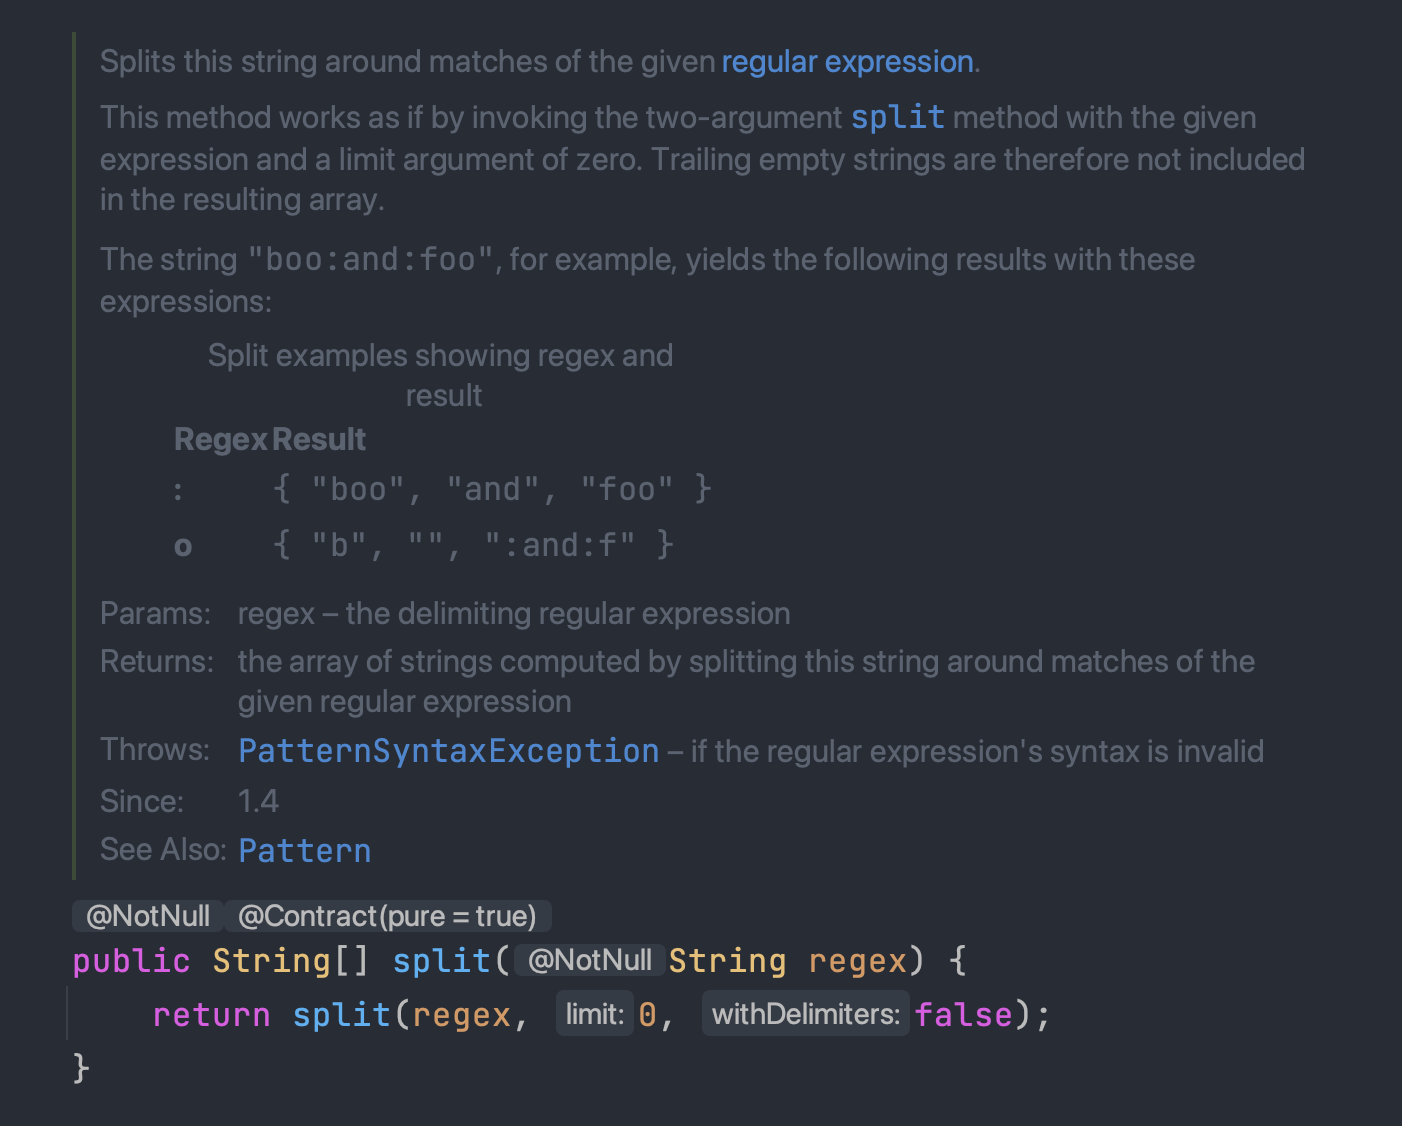 Splits this string around matches of the given regular expression.
This method works as if by invoking the two-argument split method with the given
expression and a limit argument of zero. Trailing empty strings are therefore not included
in the resulting array.
The string "boo:and:foo", for example, yields the following results with these
expressions:
Split examples showing regex and
result
Regex Result
: { "boo", "and", "foo" }
o { "b", "", ":and:f" }
Params: regex – the delimiting regular expression
Returns: the array of strings computed by splitting this string around matches of the
given regular expression
Throws: PatternSyntaxException – if the regular expression's syntax is invalid
Since: 1.4
See Also: Pattern
@NotNull @Contract(pure = true)
public String[] split( @NotNull String regex) {
    return split(regex, limit: 0, withDelimiters: false);
}